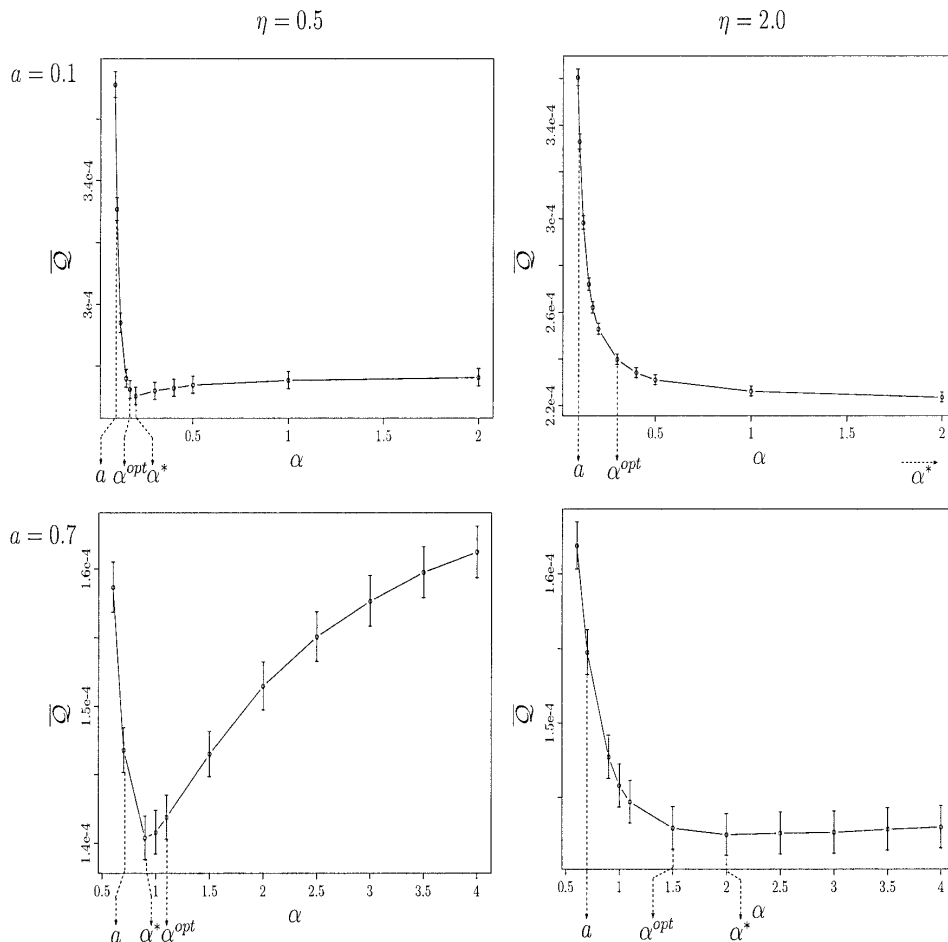 η = 0.5
η = 2.0
a = 0.1
3.4e-4
3e-4
Q
0.5 1 1.5 2
a α^opt α*
α
3.4e-4
3e-4
2.6e-4
2.2e-4
Q
0.5 1 1.5 2
a α^opt α α*
a = 0.7
1.6e-4
1.5e-4
1.4e-4
Q
0.5 1 1.5 2 2.5 3 3.5 4
a α* α^opt α
1.6e-4
1.5e-4
Q
0.5 1 1.5 2 2.5 3 3.5 4
a α^opt α* α